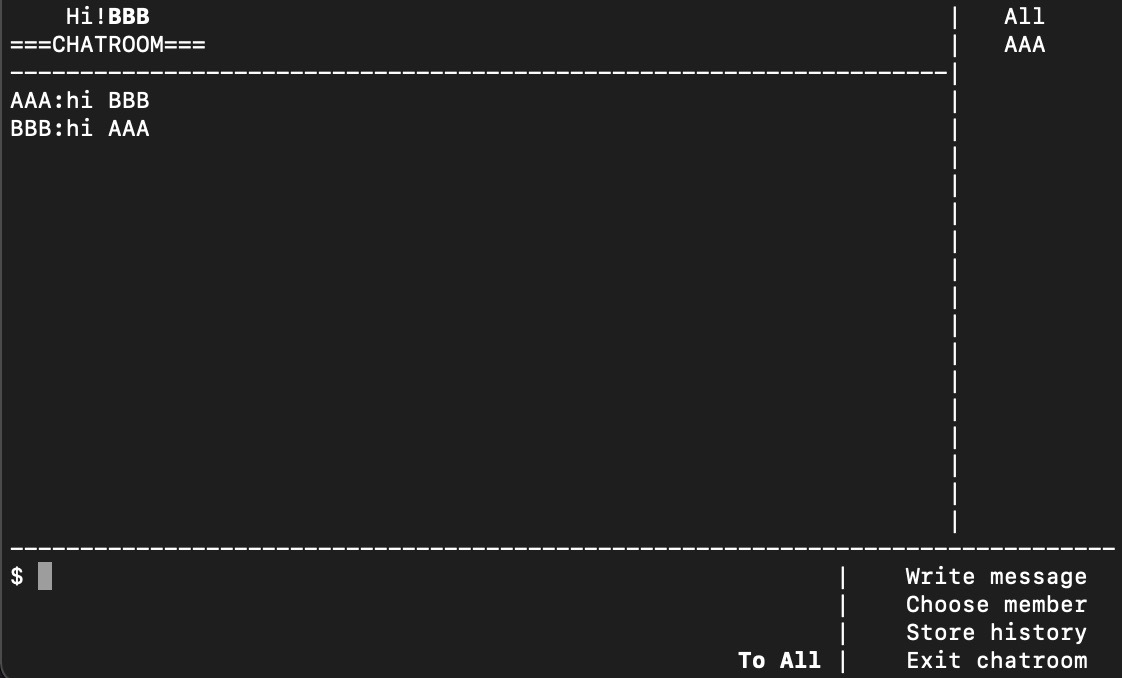 Hi!BBB
===CHATROOM===
All
AAA
AAA:hi BBB
BBB:hi AAA
$
To All
Write message
Choose member
Store history
Exit chatroom